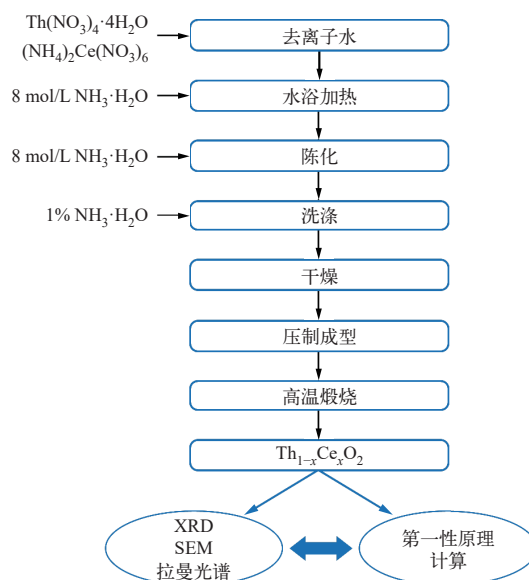 Th(NO₃)₄·4H₂O
(NH₄)₂Ce(NO₃)₆
去离子水
8 mol/L NH₃·H₂O
水浴加热
8 mol/L NH₃·H₂O
陈化
1% NH₃·H₂O
洗涤
干燥
压制成型
高温煅烧
Th₁₋ₓCeₓO₂
XRD
SEM
拉曼光谱
第一性原理
计算